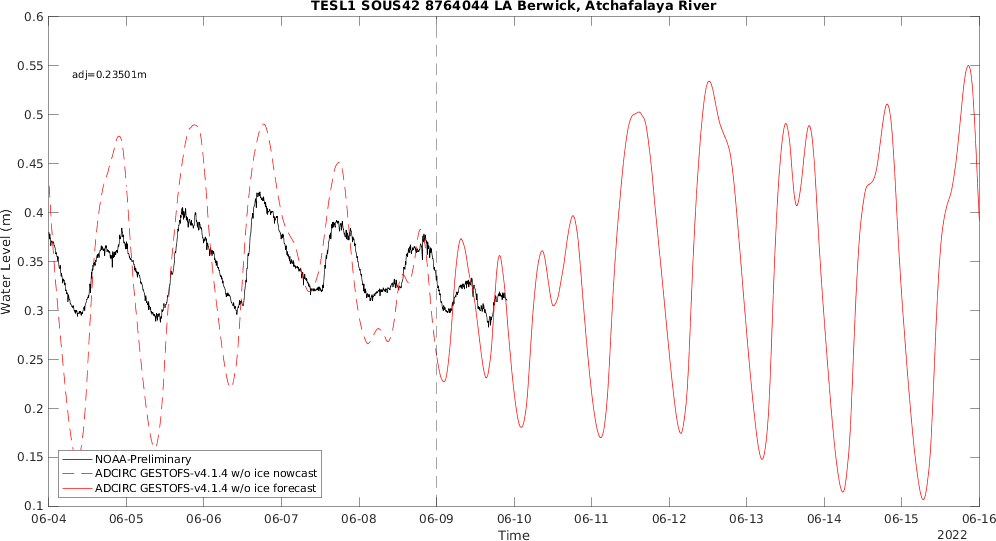 TESL1 SOUS42 8764044 LA Berwick, Atchafalaya River
0.6
0.55
0.5
0.45
0.4
0.35
0.3
0.25
0.2
0.15
0.1
Water Level (m)
adj=0.23501m
NOAA-Preliminary
ADCIRC GESTOFS-v4.1.4 w/o ice nowcast
ADCIRC GESTOFS-v4.1.4 w/o ice forecast
06-04 06-05 06-06 06-07 06-08 06-09 06-10 06-11 06-12 06-13 06-14 06-15 06-16
Time
2022